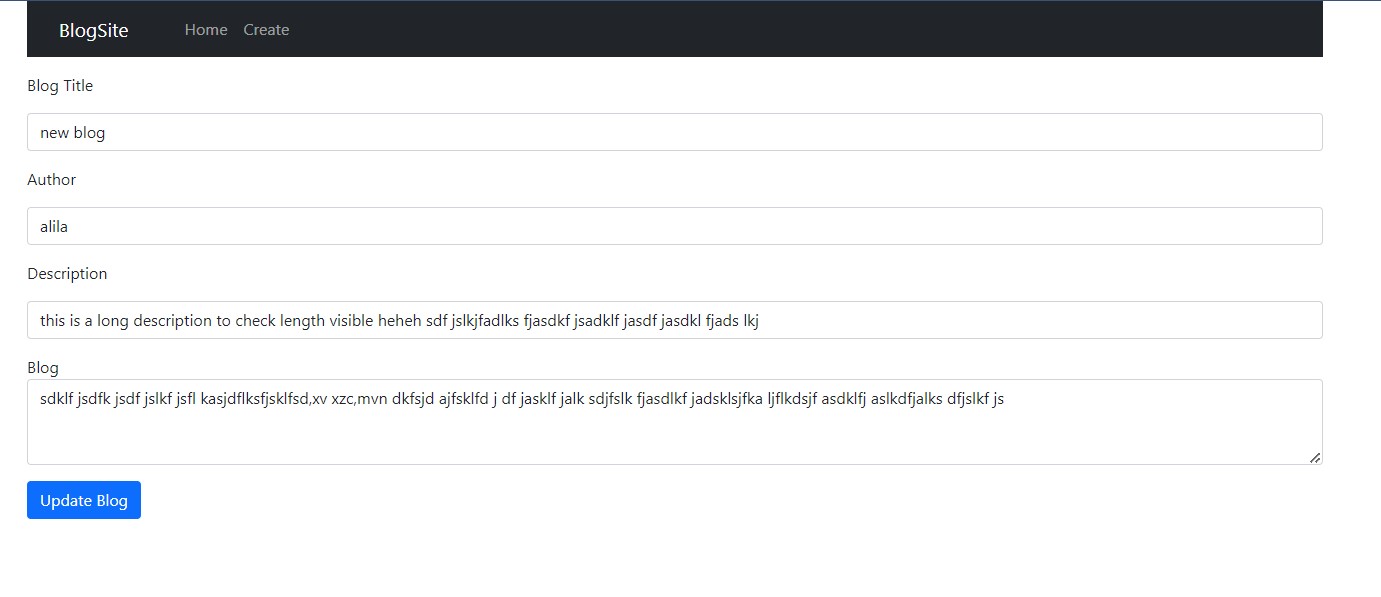 BlogSite Home Create
Blog Title
new blog
Author
alila
Description
this is a long description to check length visible heheh sdf jslkjfadlks fjasdkf jsadklf jasdf jasdkl fjads lkj
Blog
sdklf jsdfk jsdf jslkf jsfl kasjdflksfjsklfsd,xv xzc,mvn dkfsjd ajfsklfd j df jasklf jalk sdjfslk fjasdlkf jadsklsjfka ljflkdsjf asdklfj aslkdfjalks dfjslkf js
Update Blog